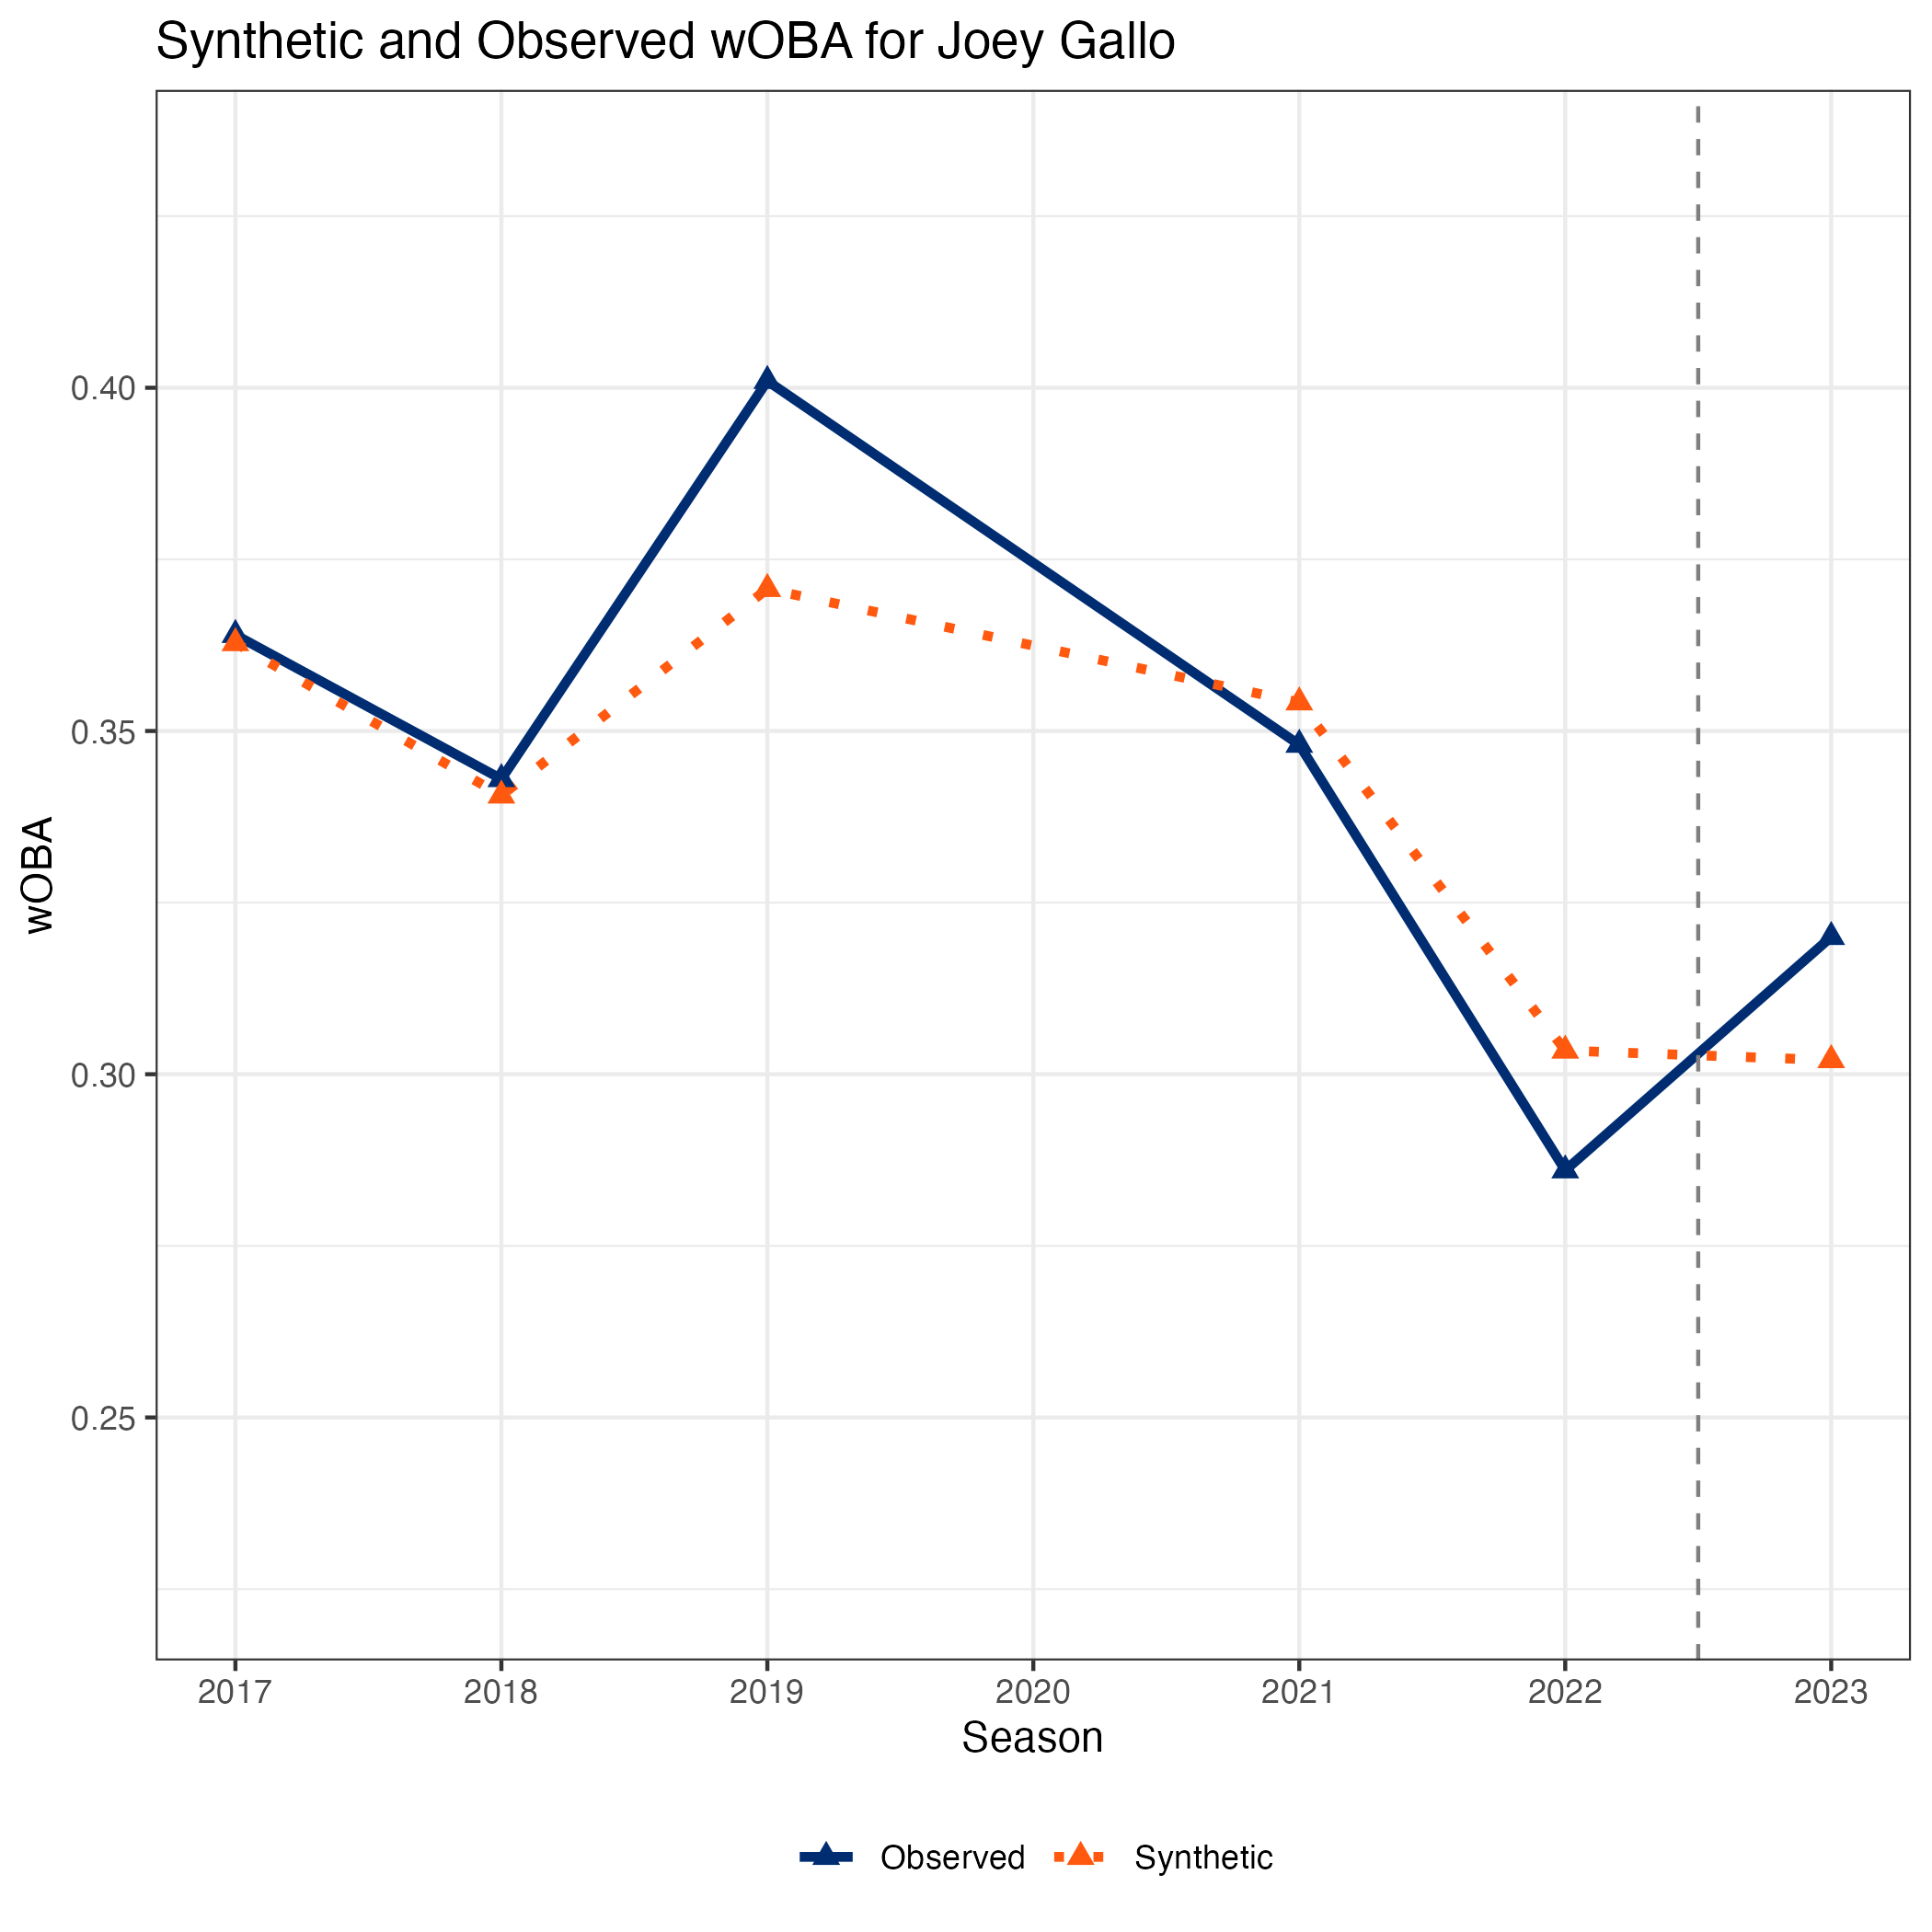 Synthetic and Observed wOBA for Joey Gallo
wOBA
0.40
0.35
0.30
0.25
2017 2018 2019 2020 2021 2022 2023
Season
Observed Synthetic